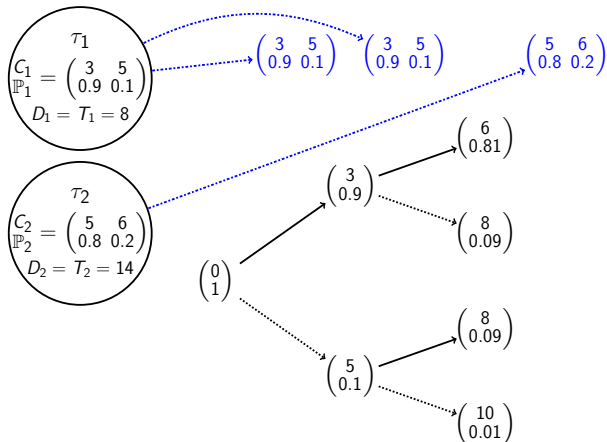 τ1
C1 = (3 5)
ℙ1 (0.9 0.1)
D1 = T1 = 8
(3 5) (3 5) (5 6)
(0.9 0.1) (0.9 0.1) (0.8 0.2)
τ2
C2 = (5 6)
ℙ2 (0.8 0.2)
D2 = T2 = 14
(0)
(1)
(3)
(0.9)
(5)
(0.1)
(6)
(0.81)
(8)
(0.09)
(8)
(0.09)
(10)
(0.01)